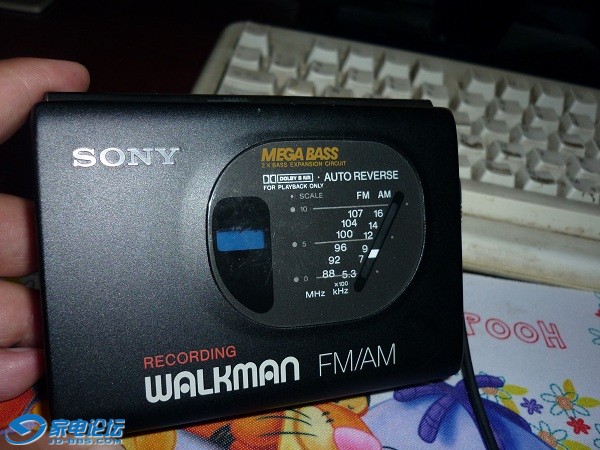 SONY
MEGA BASS
2× BASS EXPANSION CIRCUIT
DOLBY B NR · AUTO REVERSE
FOR PLAYBACK ONLY
SCALE FM AM
10
107 16
104 14
100 12
5
96 9
92 7
88 5.3
0
×100
MHz kHz
RECORDING
WALKMAN FM/AM
POOH
家电论坛
JD-BBS.COM